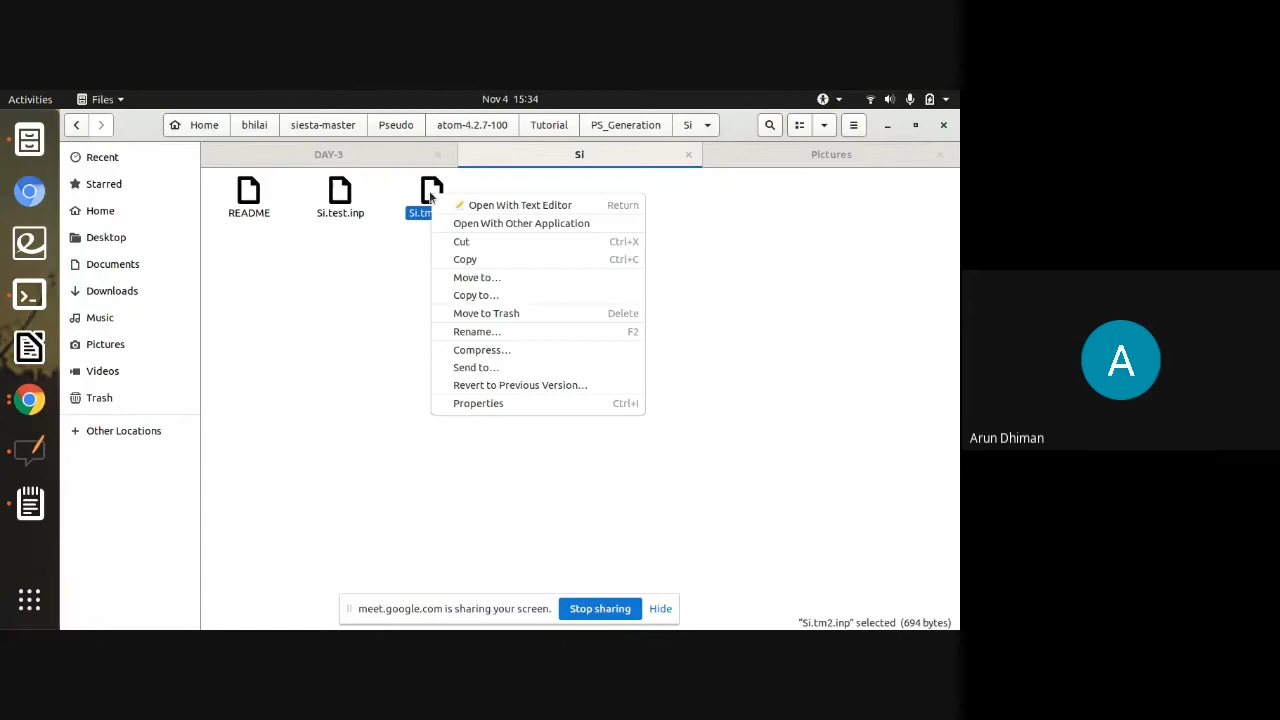 Activities
Files
Nov 4 15:34
Home
bhilai
siesta-master
Pseudo
atom-4.2.7-100
Tutorial
PS_Generation
Si
Recent
Starred
Home
Desktop
Documents
Downloads
Music
Pictures
Videos
Trash
+ Other Locations
DAY-3
Si
Pictures
README
Si.test.inp
Si.tm
Open With Text Editor Return
Open With Other Application
Cut Ctrl+X
Copy Ctrl+C
Move to…
Copy to…
Move to Trash Delete
Rename… F2
Compress…
Send to…
Revert to Previous Version…
Properties Ctrl+I
meet.google.com is sharing your screen.
Stop sharing
Hide
"Si.tm2.inp" selected (694 bytes)
A
Arun Dhiman